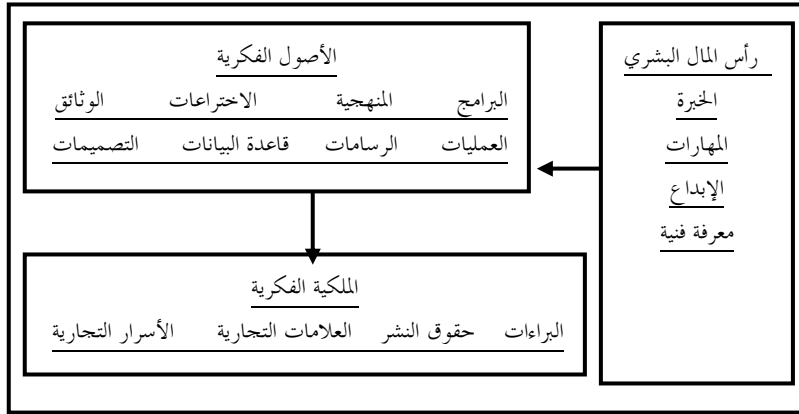 رأس المال البشري
الخبرة
المهارات
الإبداع
معرفة فنية
الأصول الفكرية
البرامج المنهجية الاختراعات الوثائق
العمليات الرسامات قاعدة البيانات التصميمات
الملكية الفكرية
البراءات حقوق النشر العلامات التجارية الأسرار التجارية